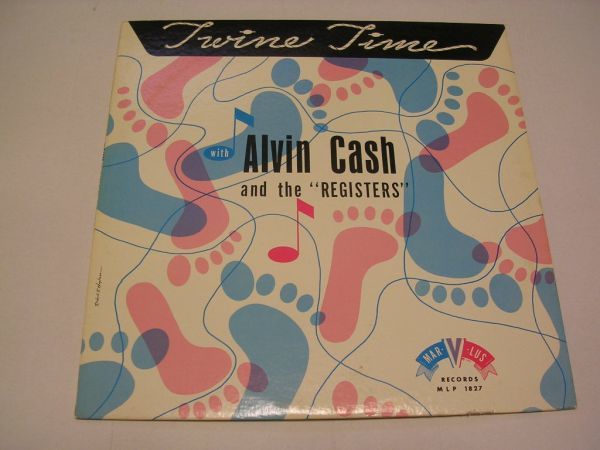 Twine Time
with
Alvin Cash
and the "REGISTERS"
MAR-V-LUS
RECORDS
MLP 1827